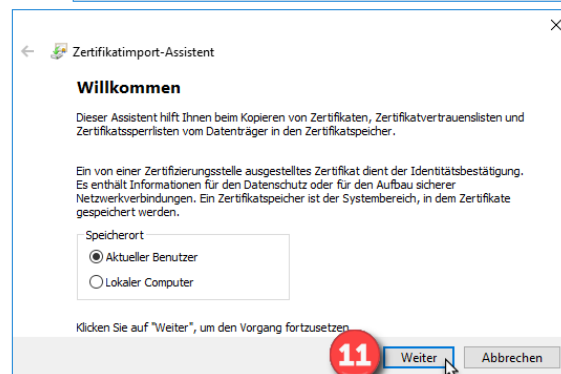 Zertifikatimport-Assistent
Willkommen
Dieser Assistent hilft Ihnen beim Kopieren von Zertifikaten, Zertifikatvertrauenslisten und
Zertifikatssperrlisten vom Datenträger in den Zertifikatspeicher.
Ein von einer Zertifizierungsstelle ausgestelltes Zertifikat dient der Identitätsbestätigung.
Es enthält Informationen für den Datenschutz oder für den Aufbau sicherer
Netzwerkverbindungen. Ein Zertifikatspeicher ist der Systembereich, in dem Zertifikate
gespeichert werden.
Speicherort
Aktueller Benutzer
Lokaler Computer
Klicken Sie auf "Weiter", um den Vorgang fortzusetzen
11 Weiter Abbrechen